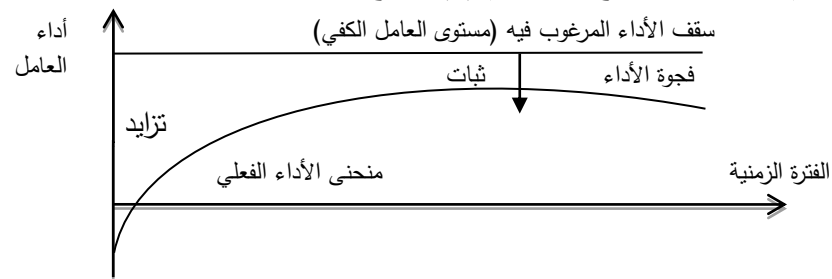 سقف الأداء المرغوب فيه (مستوى العامل الكفي)
أداء
العامل
فجوة الأداء
ثبات
تزايد
منحنى الأداء الفعلي
الفترة الزمنية